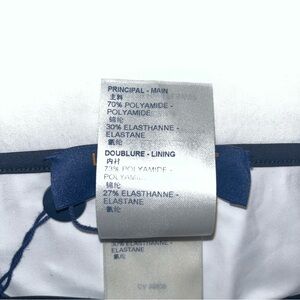 PRINCIPAL - MAIN
主料
70% POLYAMIDE -
POLYAMIDE
锦纶
30% ELASTHANNE -
ELASTANE
氨纶
DOUBLURE - LINING
内衬
73% POLYAMIDE -
POLYAMIDE
锦纶
27% ELASTHANNE -
ELASTANE
氨纶
30% ELASTHANNE -
ELASTANE
氨纶